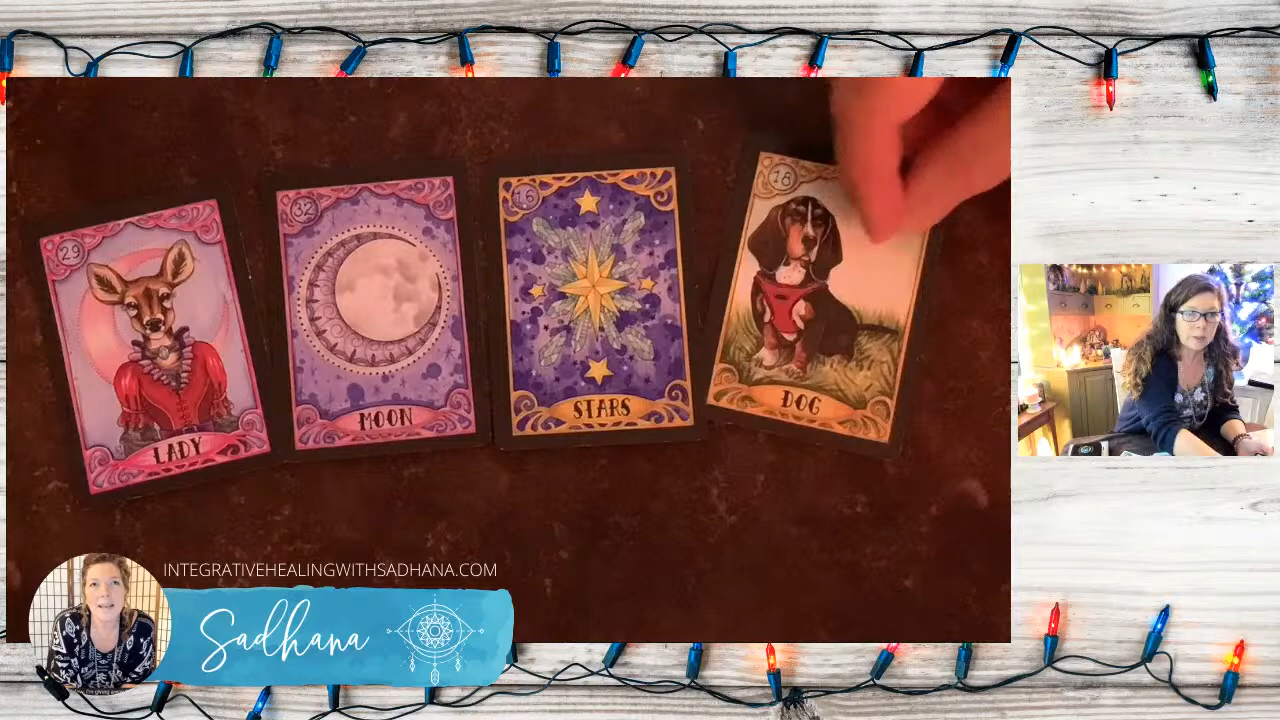 29
LADY
32
MOON
16
STARS
18
DOG
INTEGRATIVEHEALINGWITHSADHANA.COM
Sadhana